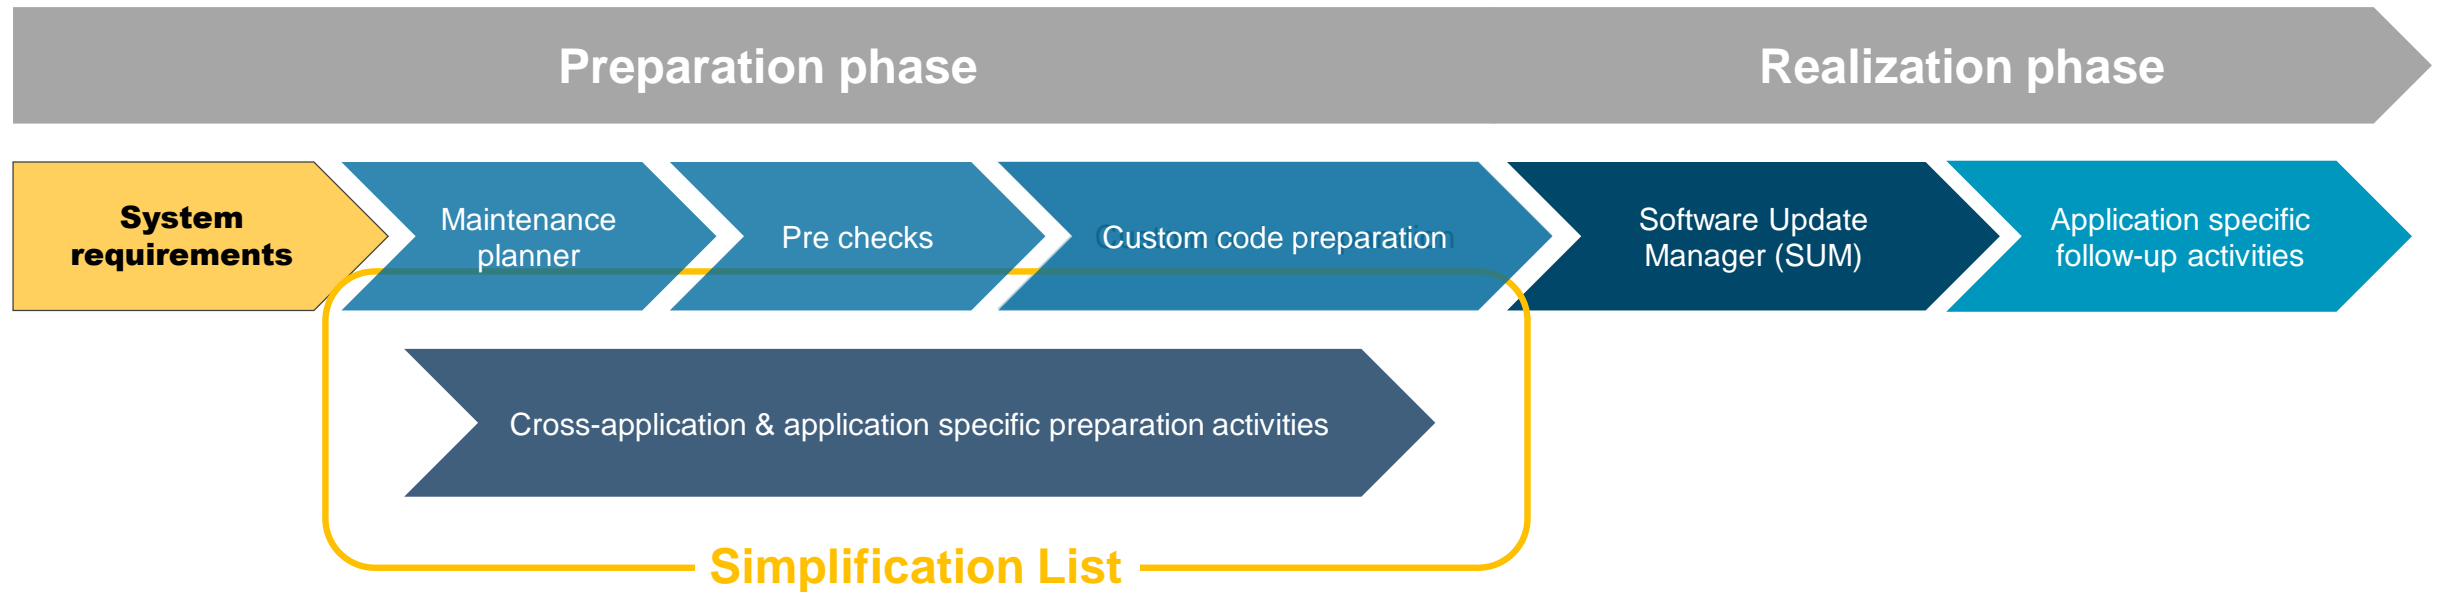 Preparation phase
Realization phase
System
requirements
Maintenance
planner
Pre checks
Custom code preparation
Software Update
Manager (SUM)
Application specific
follow-up activities
Cross-application & application specific preparation activities
Simplification List